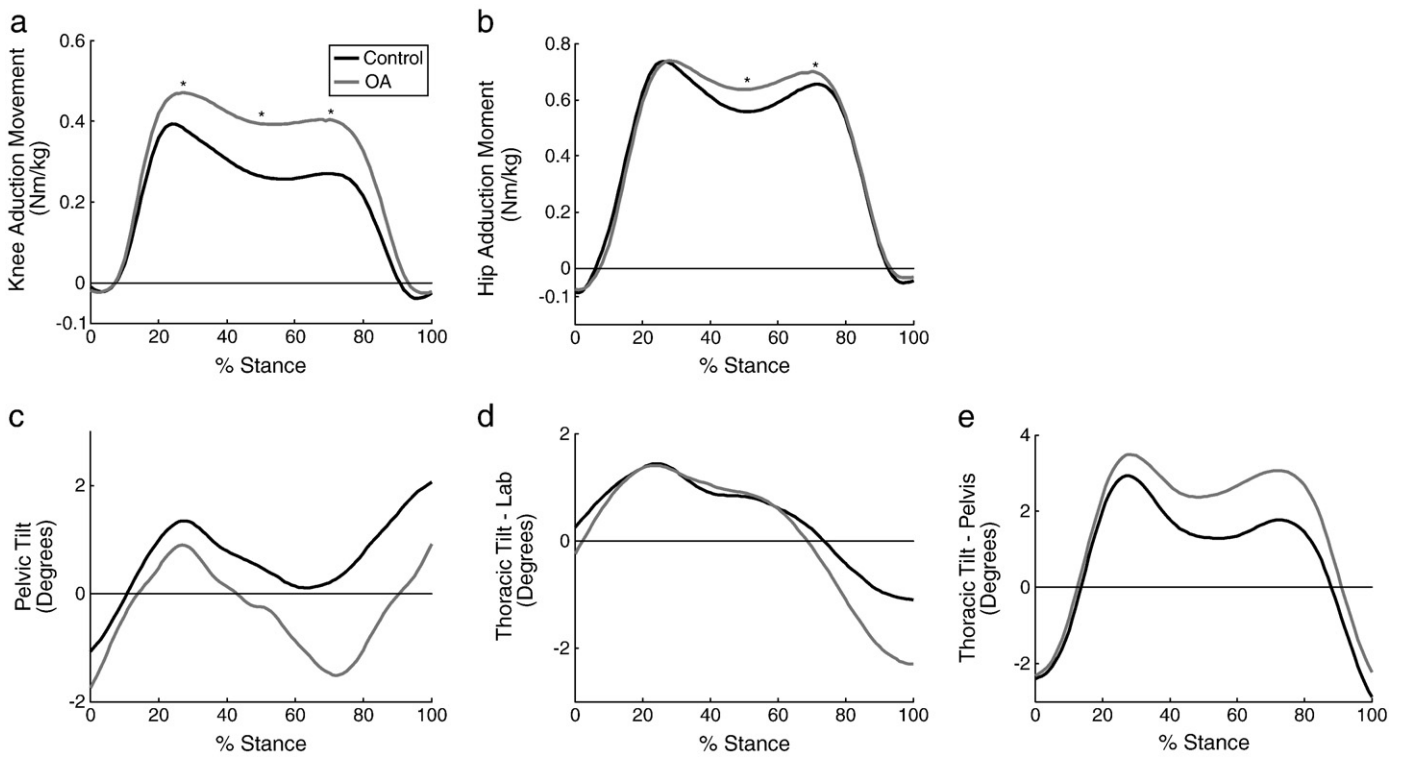 a
Knee Aduction Movement
(Nm/kg)
0.6
0.4
0.2
0
-0.1
0 20 40 60 80 100
% Stance
Control
OA
*
*
*
b
Hip Adduction Moment
(Nm/kg)
0.8
0.6
0.4
0.2
0
-0.1
0 20 40 60 80 100
% Stance
*
*
c
Pelvic Tilt
(Degrees)
2
0
-2
0 20 40 60 80 100
% Stance
d
Thoracic Tilt - Lab
(Degrees)
2
0
-2
0 20 40 60 80 100
% Stance
e
Thoracic Tilt - Pelvis
(Degrees)
4
2
0
-2
0 20 40 60 80 100
% Stance